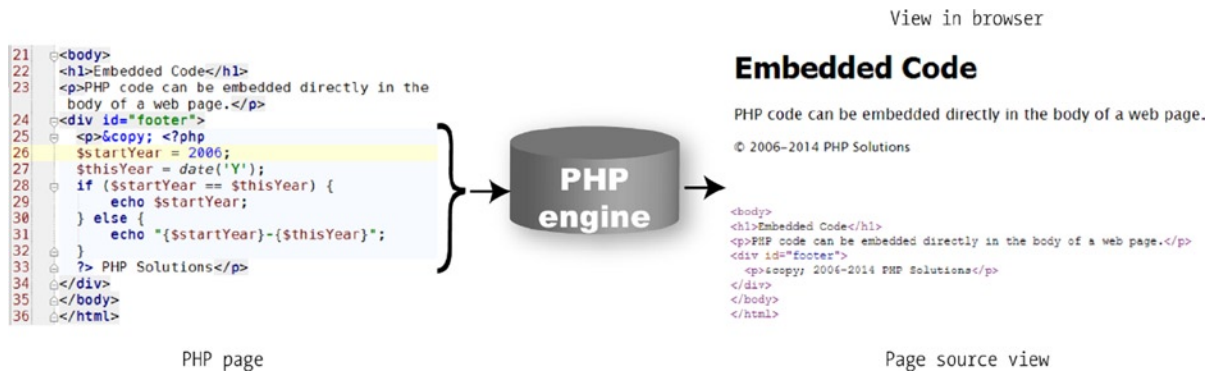 View in browser
21 <body>
22 <h1>Embedded Code</h1>
23 <p>PHP code can be embedded directly in the
body of a web page.</p>
24 <div id="footer">
25 <p>&copy; <?php
26 $startYear = 2006;
27 $thisYear = date('Y');
28 if ($startYear == $thisYear) {
29 echo $startYear;
30 } else {
31 echo "{$startYear}-{$thisYear}";
32 }
33 ?> PHP Solutions</p>
34 </div>
35 </body>
36 </html>
PHP page
PHP
engine
Embedded Code
PHP code can be embedded directly in the body of a web page.
© 2006–2014 PHP Solutions
<body>
<h1>Embedded Code</h1>
<p>PHP code can be embedded directly in the body of a web page.</p>
<div id="footer">
<p>&copy; 2006-2014 PHP Solutions</p>
</div>
</body>
</html>
Page source view